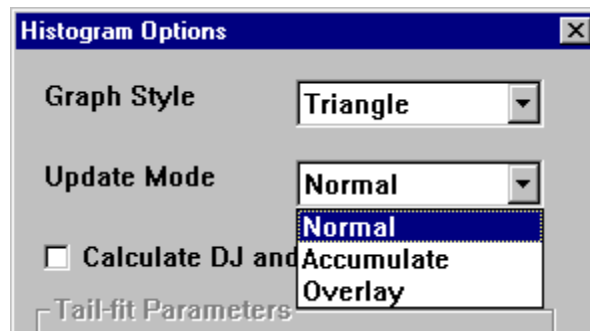 Histogram Options
Graph Style Triangle
Update Mode Normal
Normal
Calculate DJ and Accumulate
Overlay
Tail-fit Parameters